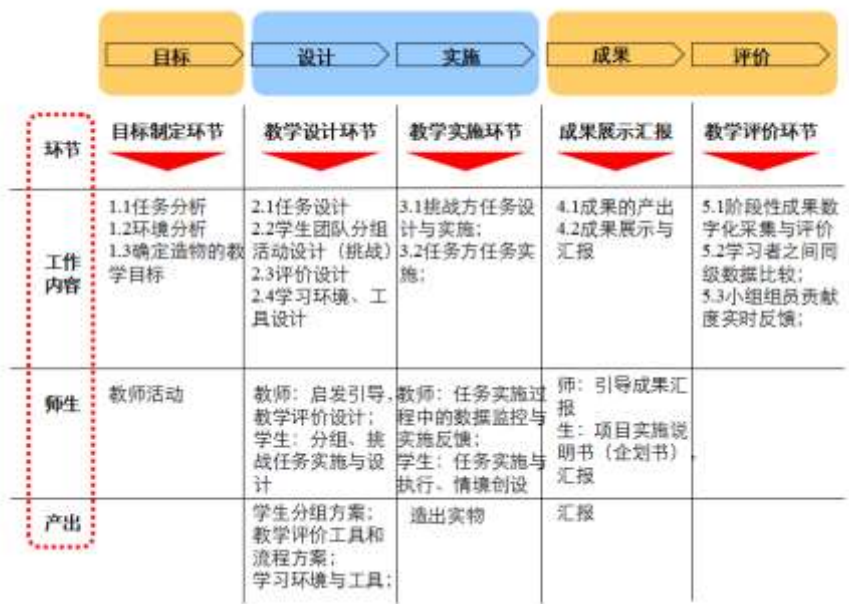 目标
设计
实施
成果
评价
环节
目标制定环节
教学设计环节
教学实施环节
成果展示汇报
教学评价环节
工作
内容
1.1任务分析
1.2环境分析
1.3确定造物的教
学目标
2.1任务设计
2.2学生团队分组
活动设计（挑战）
2.3评价设计
2.4学习环境、工
具设计
3.1挑战方任务设
计与实施；
3.2任务方任务实
施；
4.1成果的产出
4.2成果展示与
汇报
5.1阶段性成果数
字化采集与评价
5.2学习者之间同
级数据比较；
5.3小组组员贡献
度实时反馈；
师生
教师活动
教师：启发引导，
教学评价设计；
学生：分组、挑
战任务实施与设
计
教师：任务实施过
程中的数据监控与
实施反馈；
学生：任务实施与
执行、情境创设
师：引导成果汇
报
生：项目实施说
明书（企划书），
汇报
产出
学生分组方案；
教学评价工具和
流程方案；
学习环境与工具；
造出实物
汇报